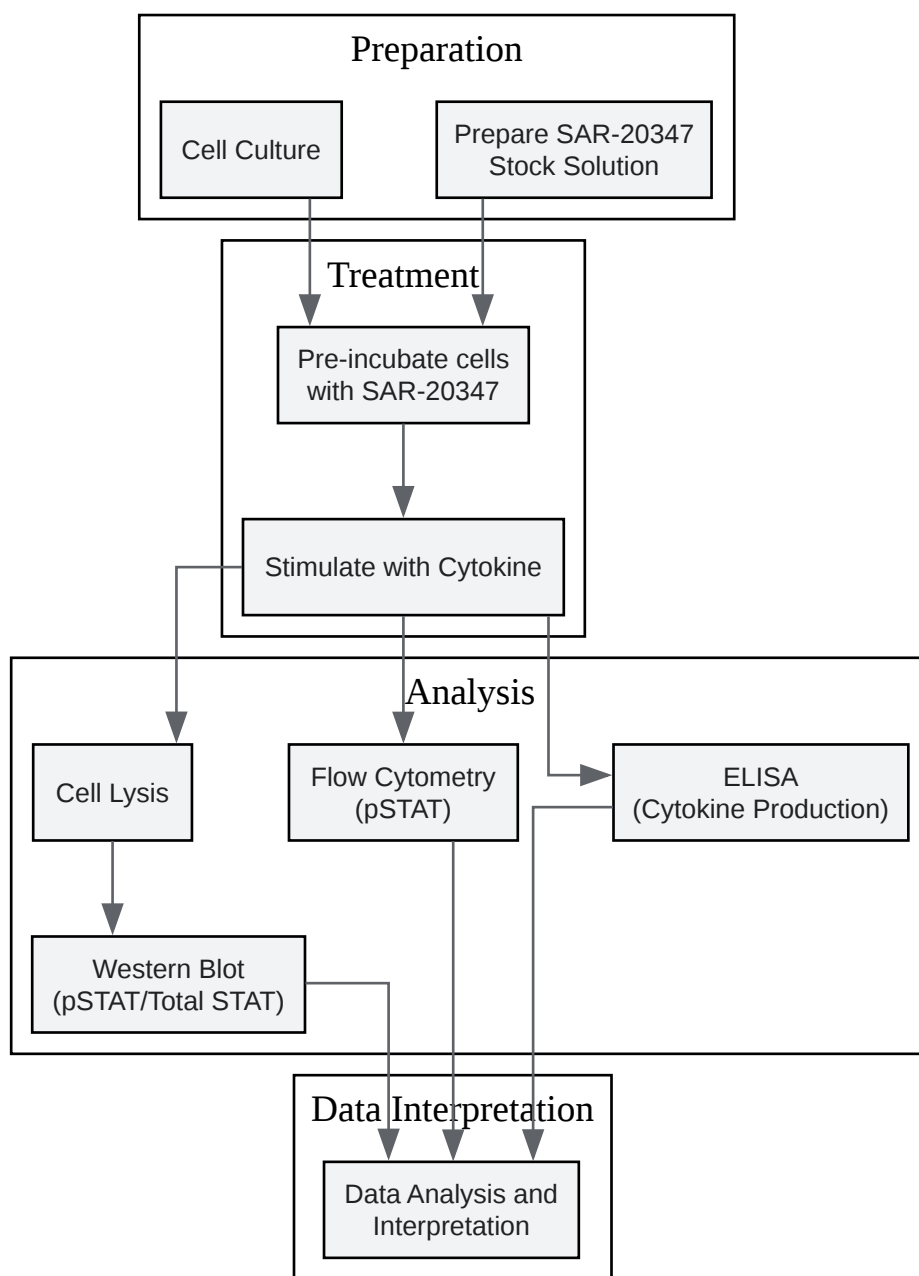 Preparation
Cell Culture
Prepare SAR-20347
Stock Solution
Treatment
Pre-incubate cells
with SAR-20347
Stimulate with Cytokine
Analysis
Cell Lysis
Flow Cytometry
(pSTAT)
ELISA
(Cytokine Production)
Western Blot
(pSTAT/Total STAT)
Data Interpretation
Data Analysis and
Interpretation